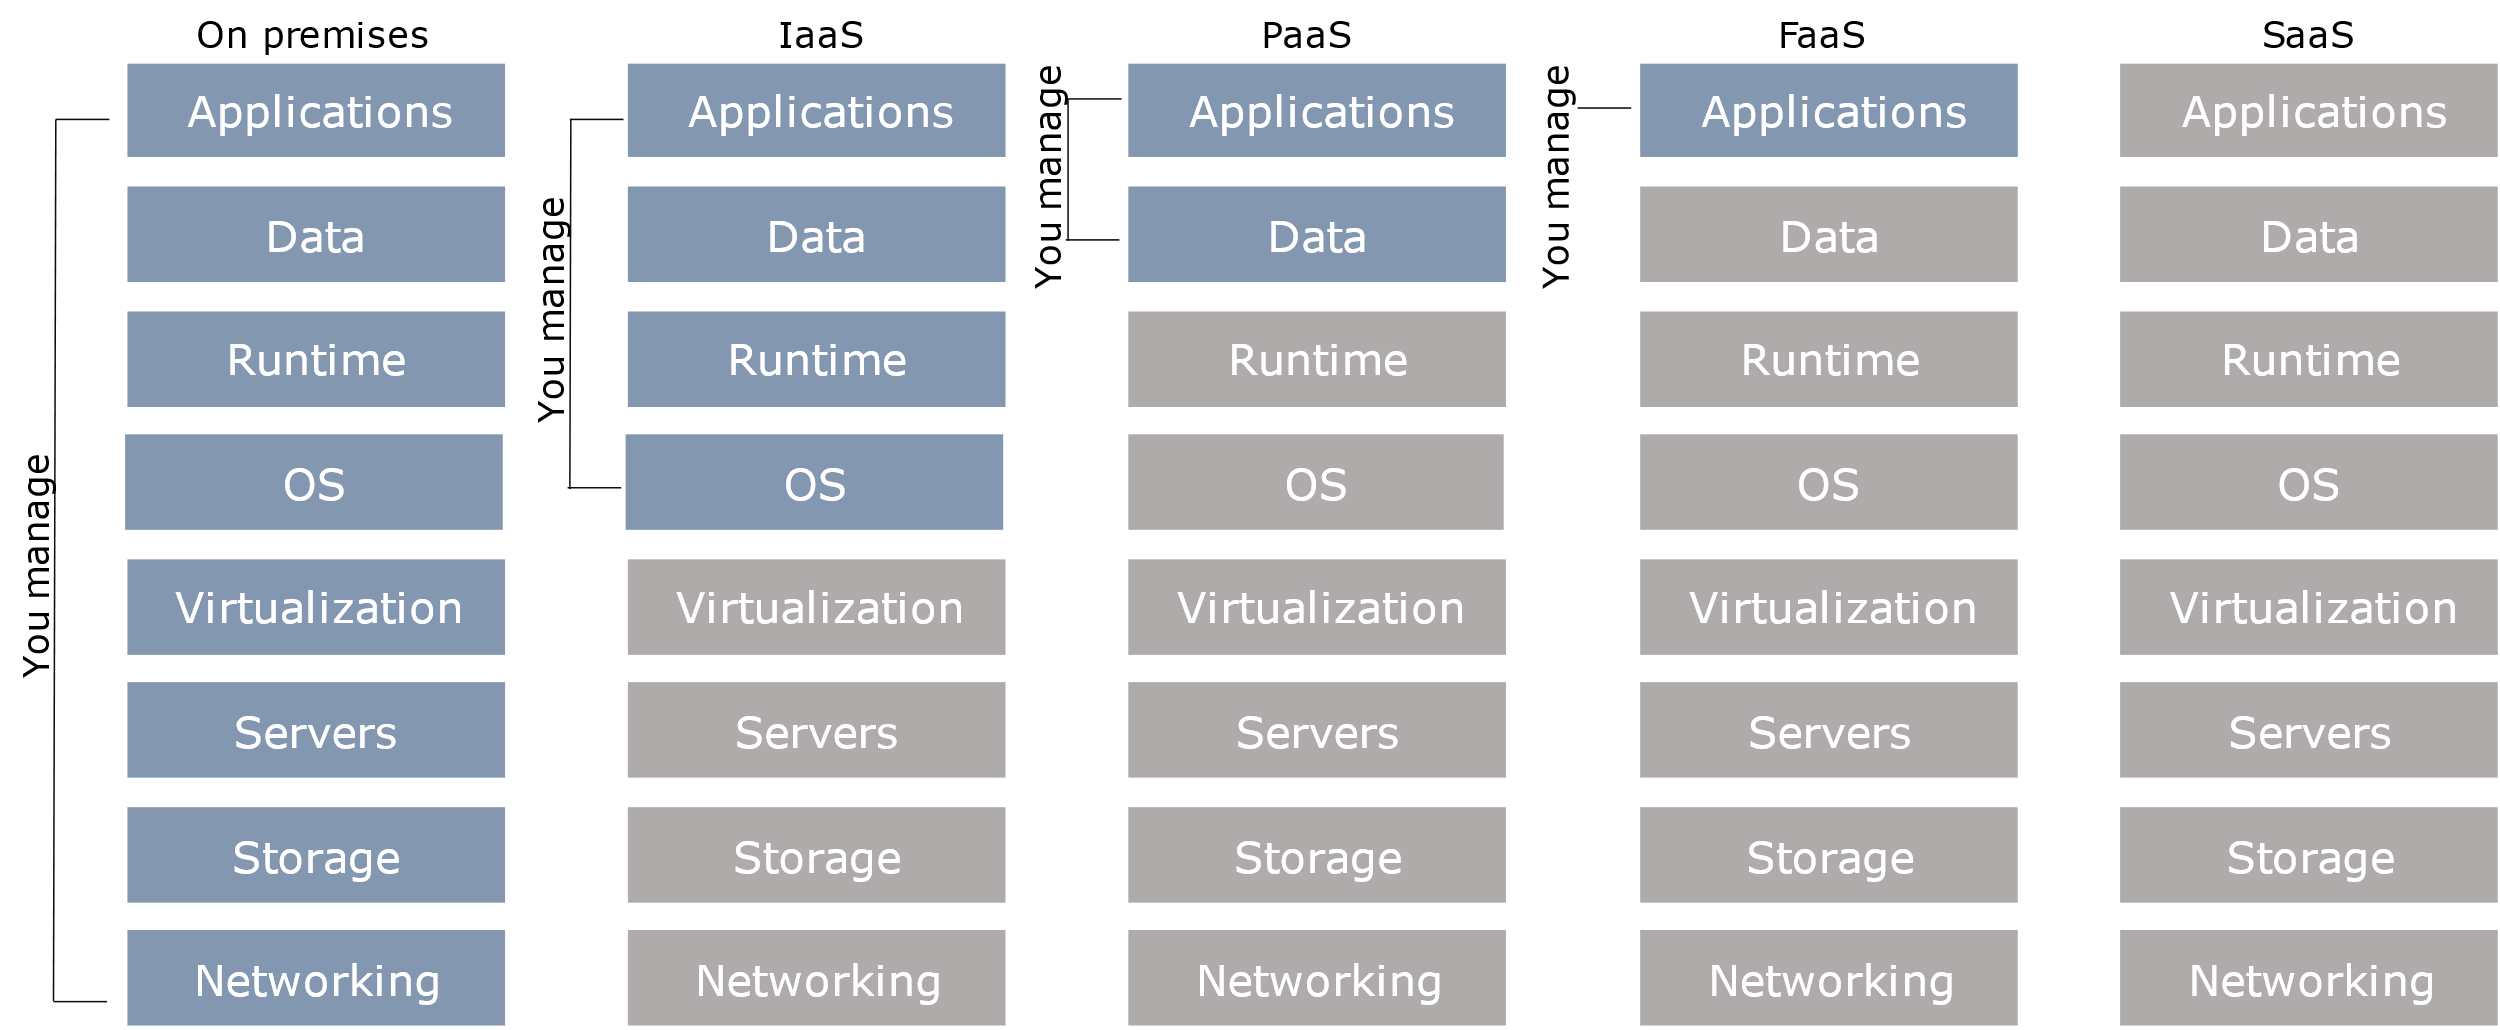 On premises
IaaS
PaaS
FaaS
SaaS
You manage
Applications
Data
Runtime
OS
Virtualization
Servers
Storage
Networking
You manage
Applications
Data
Runtime
OS
Virtualization
Servers
Storage
Networking
You manage
Applications
Data
Runtime
OS
Virtualization
Servers
Storage
Networking
You manage
Applications
Data
Runtime
OS
Virtualization
Servers
Storage
Networking
Applications
Data
Runtime
OS
Virtualization
Servers
Storage
Networking